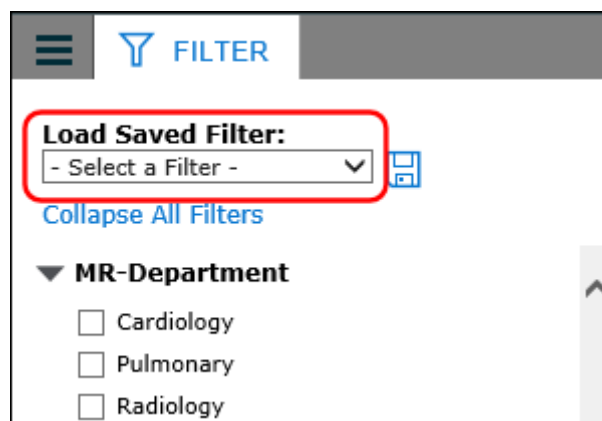 FILTER
Load Saved Filter:
- Select a Filter -
Collapse All Filters
MR-Department
Cardiology
Pulmonary
Radiology